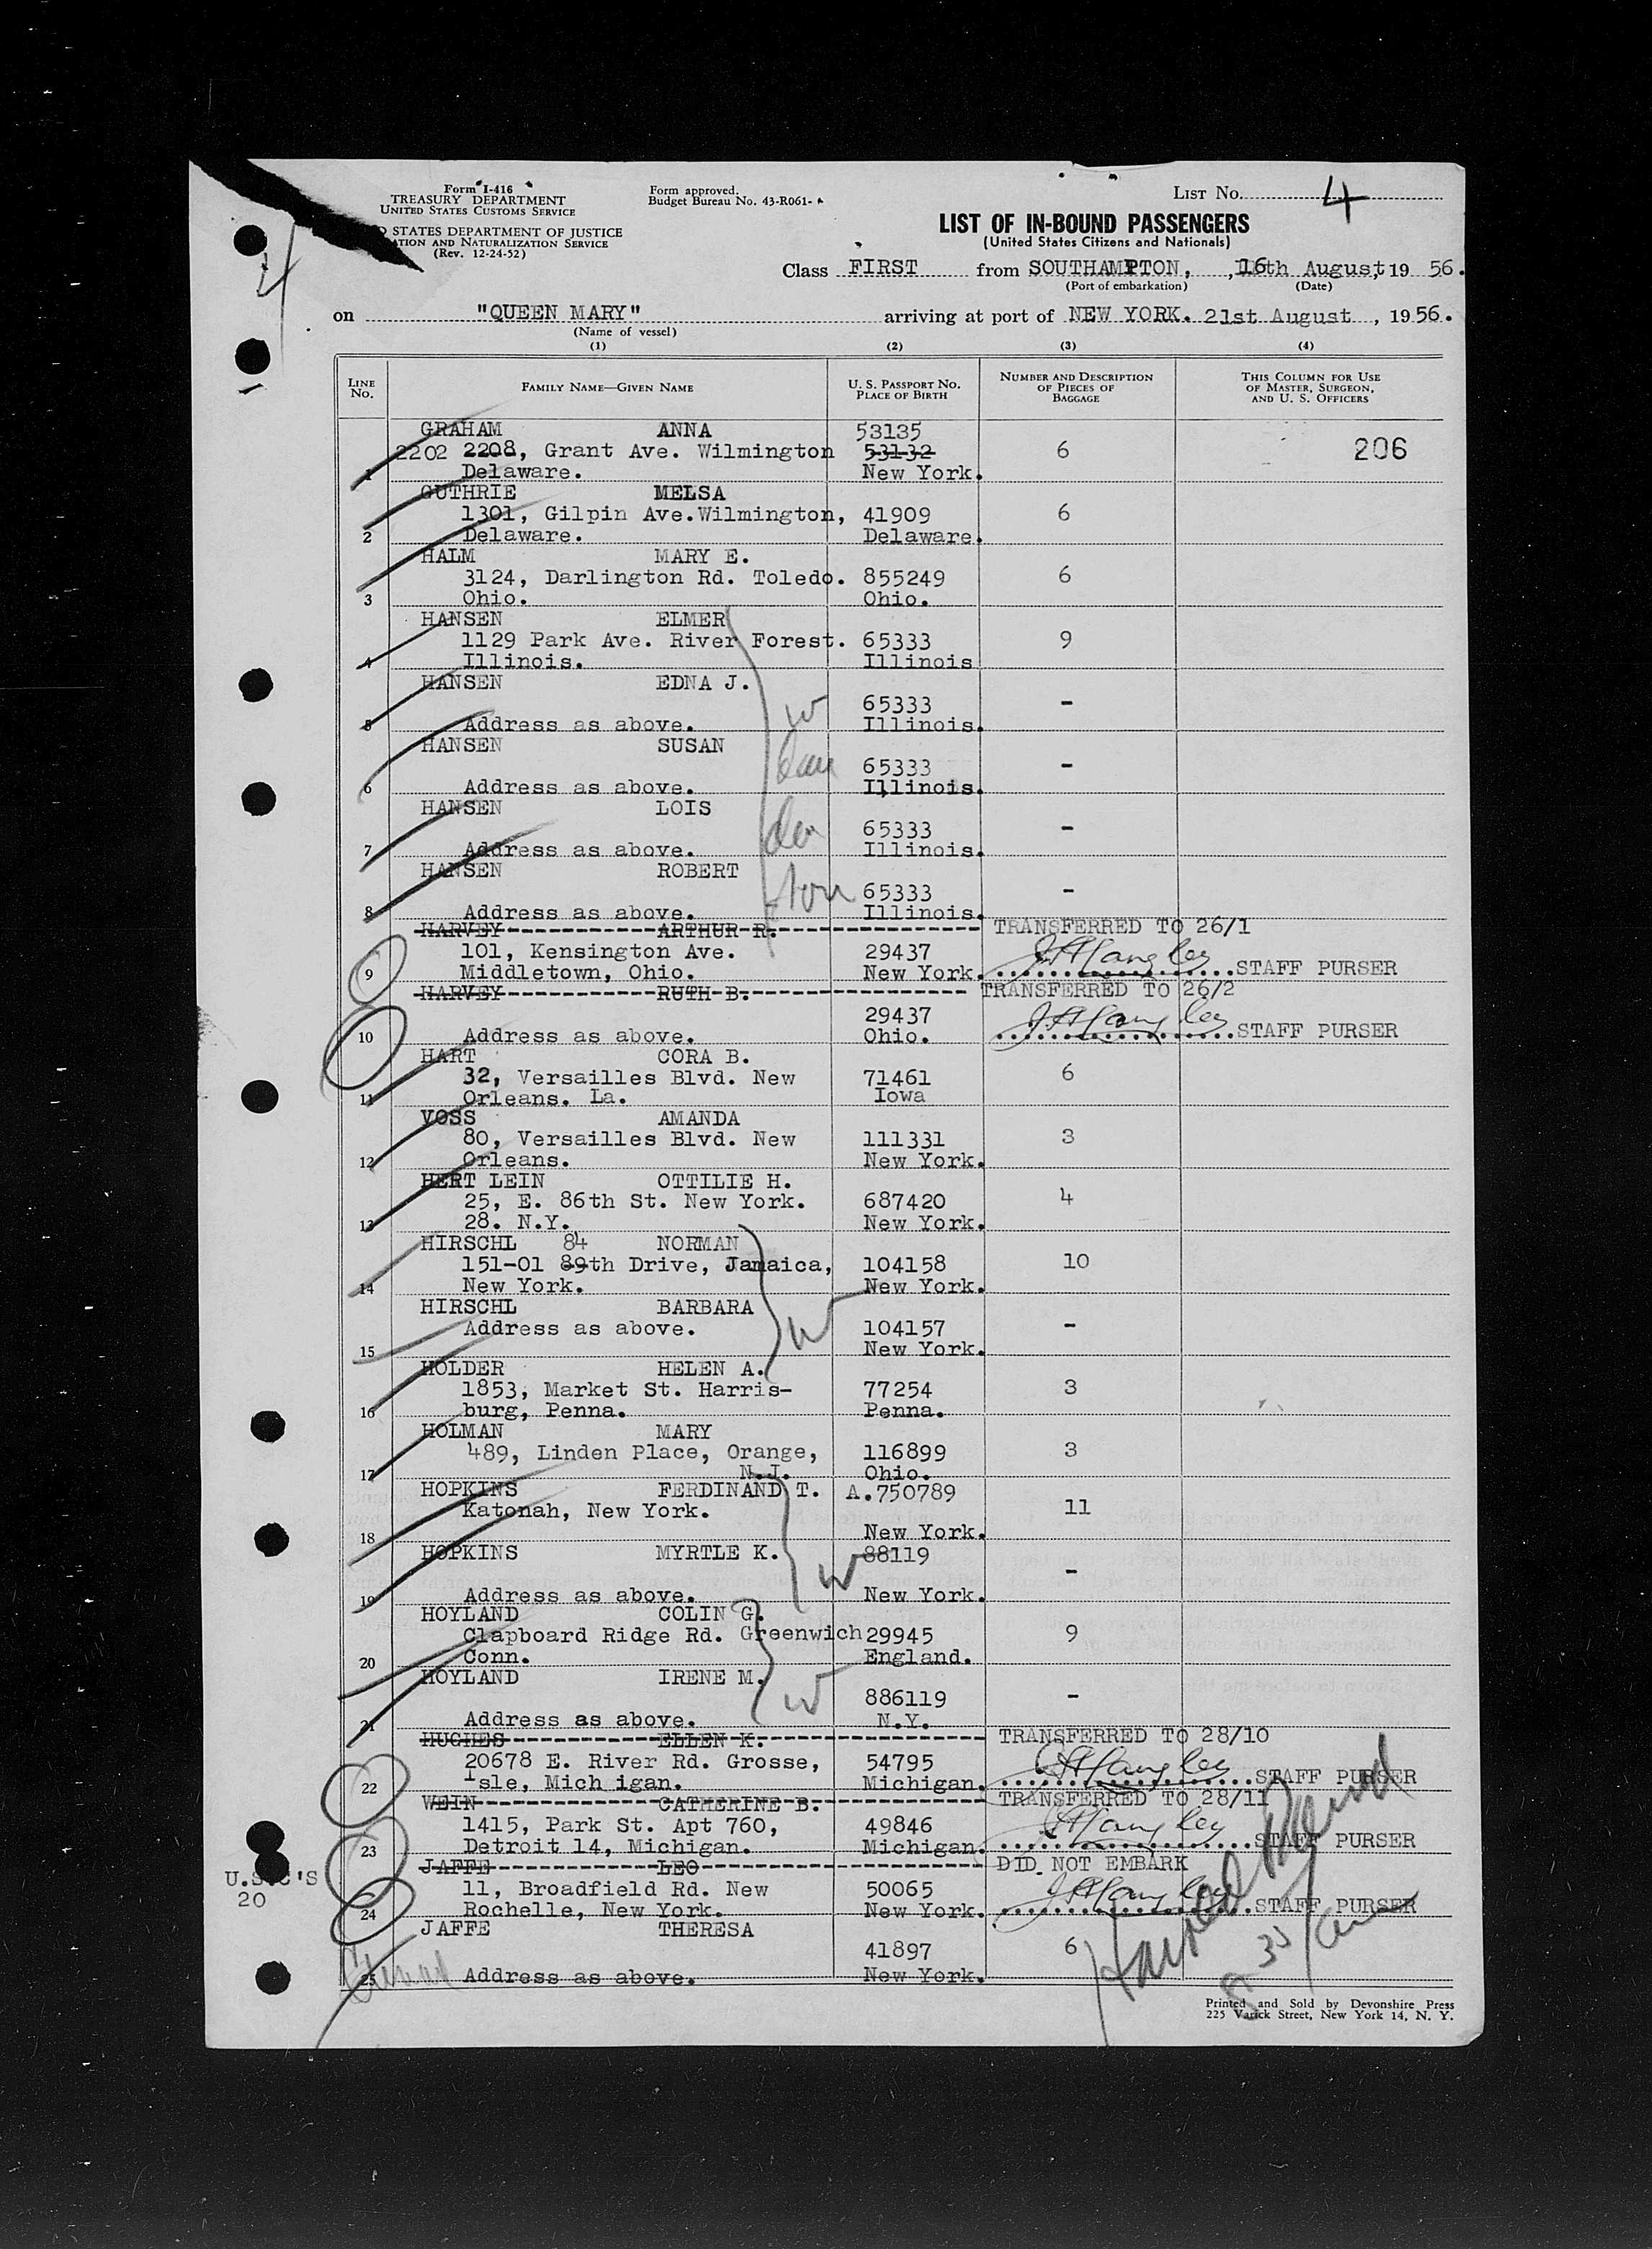 Form I-416
TREASURY DEPARTMENT
UNITED STATES CUSTOMS SERVICE
STATES DEPARTMENT OF JUSTICE
ATION AND NATURALIZATION SERVICE
(Rev. 12-24-52)
Form approved.
Budget Bureau No. 43-R061-
LIST No. 4
4
LIST OF IN-BOUND PASSENGERS
(United States Citizens and Nationals)
Class FIRST from SOUTHAMPTON, , 16th August, 19 56.
(Port of embarkation) (Date)
on "QUEEN MARY" arriving at port of NEW YORK. 21st August , 19 56.
(Name of vessel)
(1) (2) (3) (4)
LINE No. FAMILY NAME—GIVEN NAME U. S. PASSPORT No. PLACE OF BIRTH NUMBER AND DESCRIPTION OF PIECES OF BAGGAGE THIS COLUMN FOR USE OF MASTER, SURGEON, AND U. S. OFFICERS
GRAHAM ANNA 53135
2202 2208, Grant Ave. Wilmington 53132 6 206
1 Delaware. New York.
GUTHRIE MELSA
1301, Gilpin Ave.Wilmington, 41909 6
2 Delaware. Delaware.
HALM MARY E.
3124, Darlington Rd. Toledo. 855249 6
3 Ohio. Ohio.
HANSEN ELMER
1129 Park Ave. River Forest. 65333 9
4 Illinois. Illinois
HANSEN EDNA J.
65333 -
5 Address as above. Illinois.
HANSEN SUSAN
65333 -
6 Address as above. Illinois.
HANSEN LOIS
65333 -
7 Address as above. Illinois.
HANSEN ROBERT
65333 -
8 Address as above. Illinois.
HARVEY ARTHUR R. TRANSFERRED TO 26/1
101, Kensington Ave. 29437
9 Middletown, Ohio. New York. STAFF PURSER
HARVEY RUTH B. TRANSFERRED TO 26/2
29437
10 Address as above. Ohio. STAFF PURSER
HART CORA B.
32, Versailles Blvd. New 71461 6
11 Orleans. La. Iowa
VOSS AMANDA
80, Versailles Blvd. New 111331 3
12 Orleans. New York.
HERT LEIN OTTILIE H.
25, E. 86th St. New York. 687420 4
13 28. N.Y. New York.
HIRSCHL 84 NORMAN
151-01 89th Drive, Jamaica, 104158 10
14 New York. New York.
HIRSCHL BARBARA
Address as above. 104157 -
15 New York.
w
HOLDER HELEN A.
1853, Market St. Harris- 77254 3
16 burg, Penna. Penna.
HOLMAN MARY
489, Linden Place, Orange, 116899 3
17 N.J. Ohio.
HOPKINS FERDINAND T. A.750789
Katonah, New York. 11
18 New York.
HOPKINS MYRTLE K. 88119
w -
19 Address as above. New York.
HOYLAND COLIN G.
Clapboard Ridge Rd. Greenwich 29945 9
20 Conn. England.
HOYLAND IRENE M.
w 886119 -
21 Address as above. N.Y.
HUGHES ELLEN K. TRANSFERRED TO 28/10
20678 E. River Rd. Grosse, 54795
22 Isle, Mich igan. Michigan. STAFF PURSER
WEIN CATHERINE B. TRANSFERRED TO 28/11
1415, Park St. Apt 760, 49846
23 Detroit 14, Michigan. Michigan. STAFF PURSER
JAFFE LEO DID NOT EMBARK
11, Broadfield Rd. New 50065
24 Rochelle, New York. New York. STAFF PURSER
JAFFE THERESA
41897 6
25 Address as above. New York.
20
Printed and Sold by Devonshire Press
225 Varick Street, New York 14, N. Y.